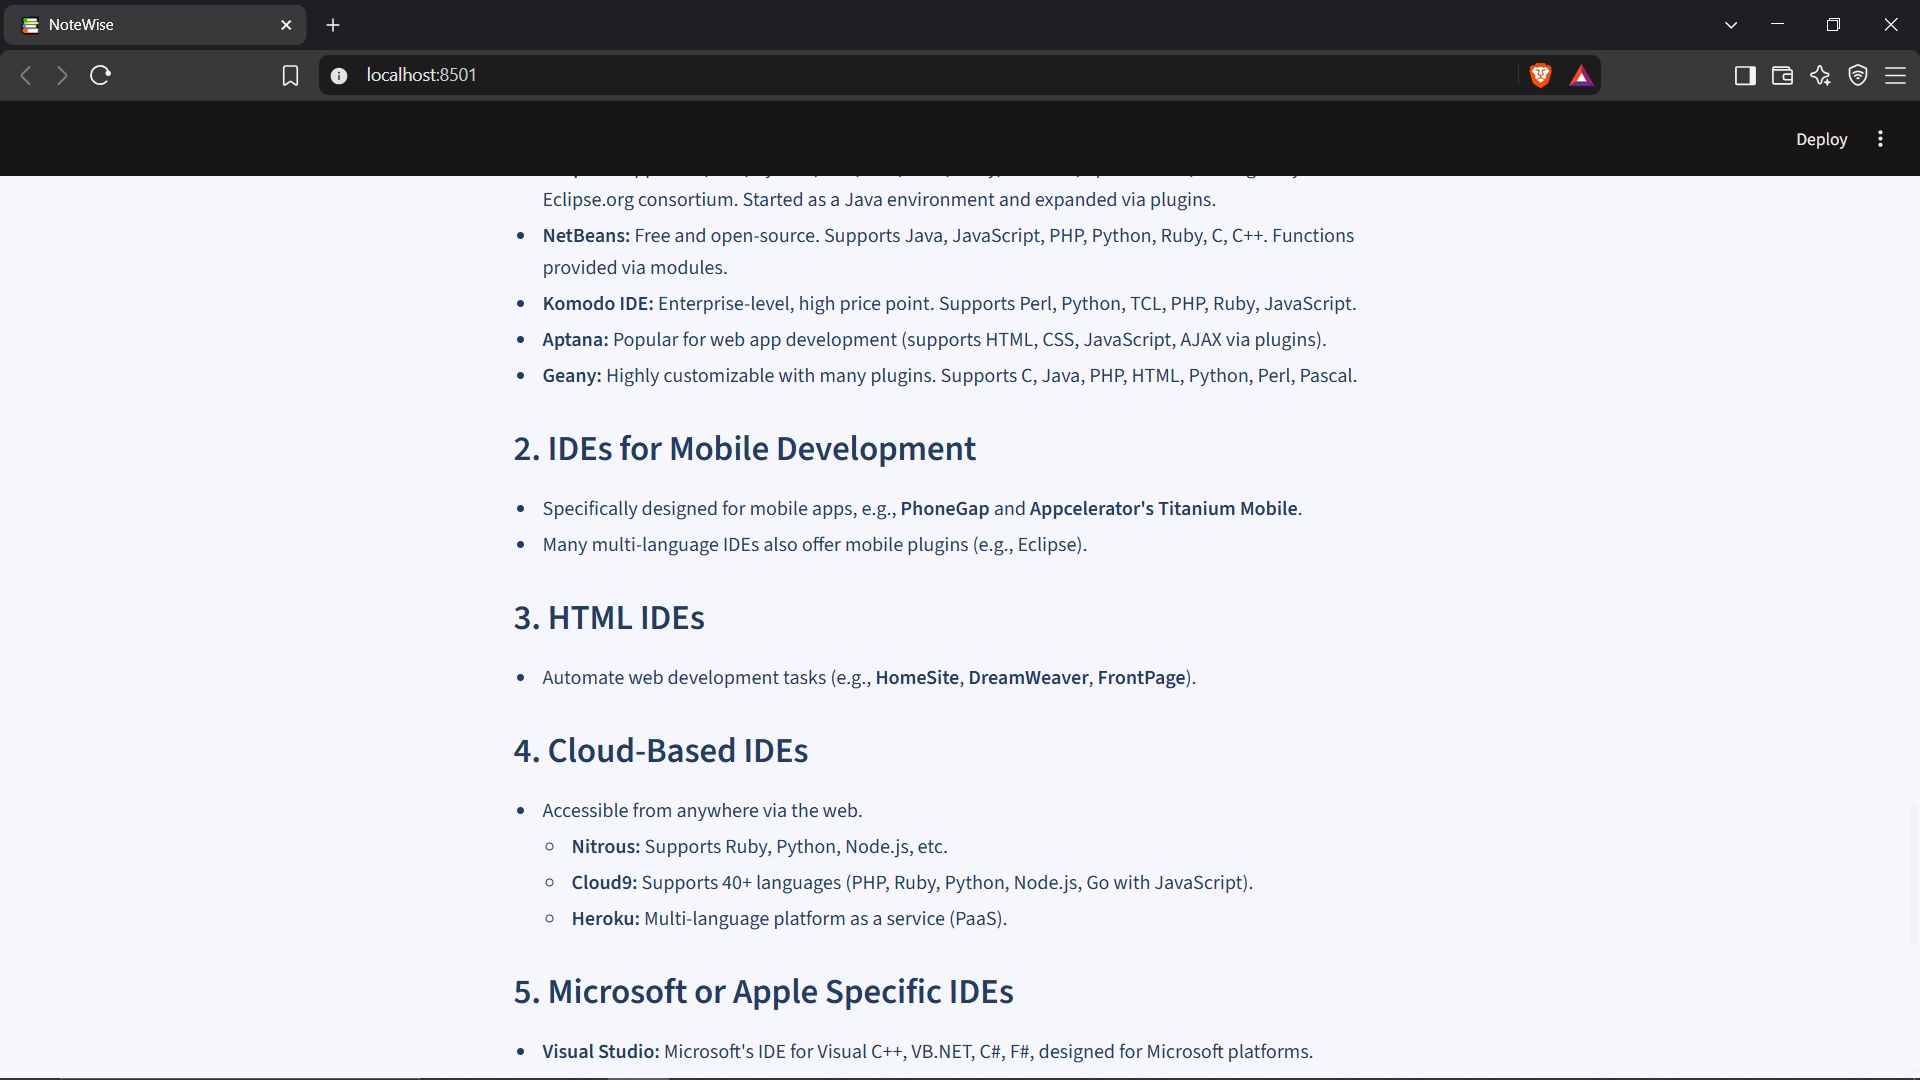 NoteWise
localhost:8501
Deploy
Eclipse.org consortium. Started as a Java environment and expanded via plugins.
• NetBeans: Free and open-source. Supports Java, JavaScript, PHP, Python, Ruby, C, C++. Functions
provided via modules.
• Komodo IDE: Enterprise-level, high price point. Supports Perl, Python, TCL, PHP, Ruby, JavaScript.
• Aptana: Popular for web app development (supports HTML, CSS, JavaScript, AJAX via plugins).
• Geany: Highly customizable with many plugins. Supports C, Java, PHP, HTML, Python, Perl, Pascal.
2. IDEs for Mobile Development
• Specifically designed for mobile apps, e.g., PhoneGap and Appcelerator's Titanium Mobile.
• Many multi-language IDEs also offer mobile plugins (e.g., Eclipse).
3. HTML IDEs
• Automate web development tasks (e.g., HomeSite, DreamWeaver, FrontPage).
4. Cloud-Based IDEs
• Accessible from anywhere via the web.
◦ Nitrous: Supports Ruby, Python, Node.js, etc.
◦ Cloud9: Supports 40+ languages (PHP, Ruby, Python, Node.js, Go with JavaScript).
◦ Heroku: Multi-language platform as a service (PaaS).
5. Microsoft or Apple Specific IDEs
• Visual Studio: Microsoft's IDE for Visual C++, VB.NET, C#, F#, designed for Microsoft platforms.